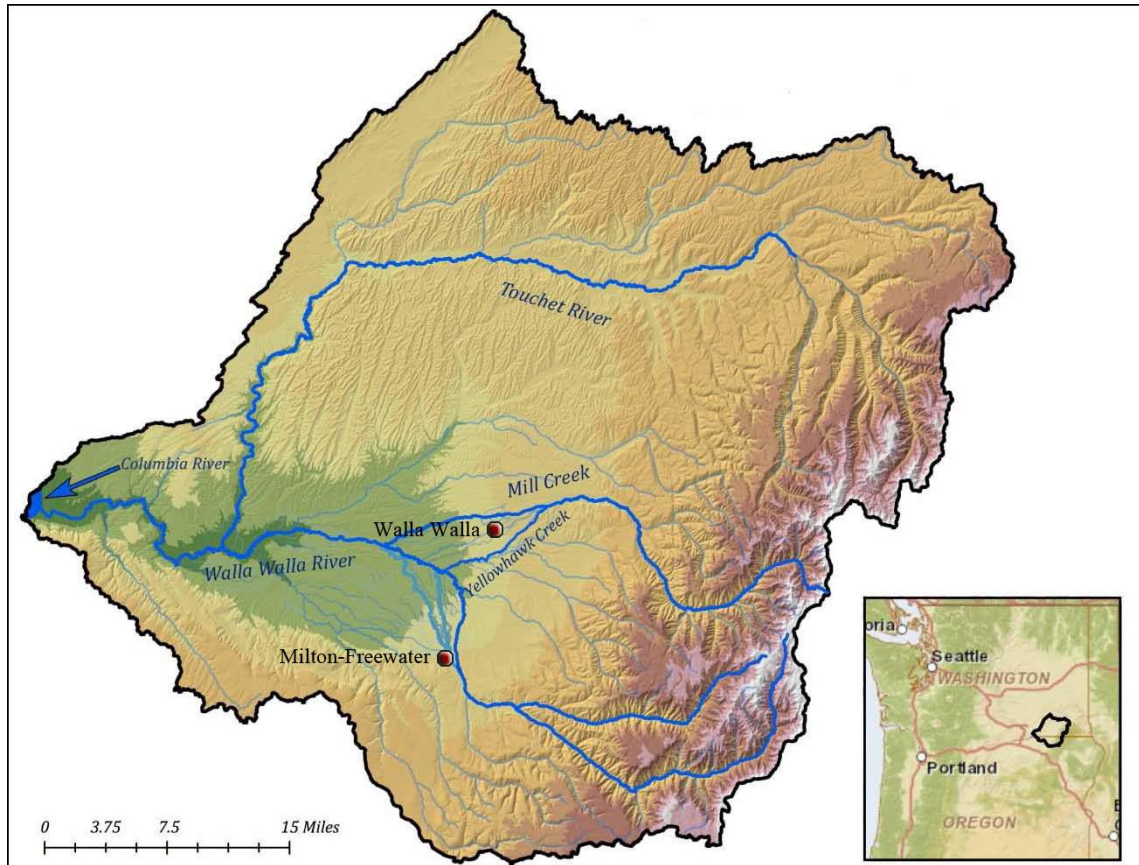 Touchet River
Columbia River
Mill Creek
Walla Walla
Yellowhawk Creek
Walla Walla River
Milton-Freewater
0 3.75 7.5 15 Miles
oria
Seattle
WASHINGTON
Portland
OREGON